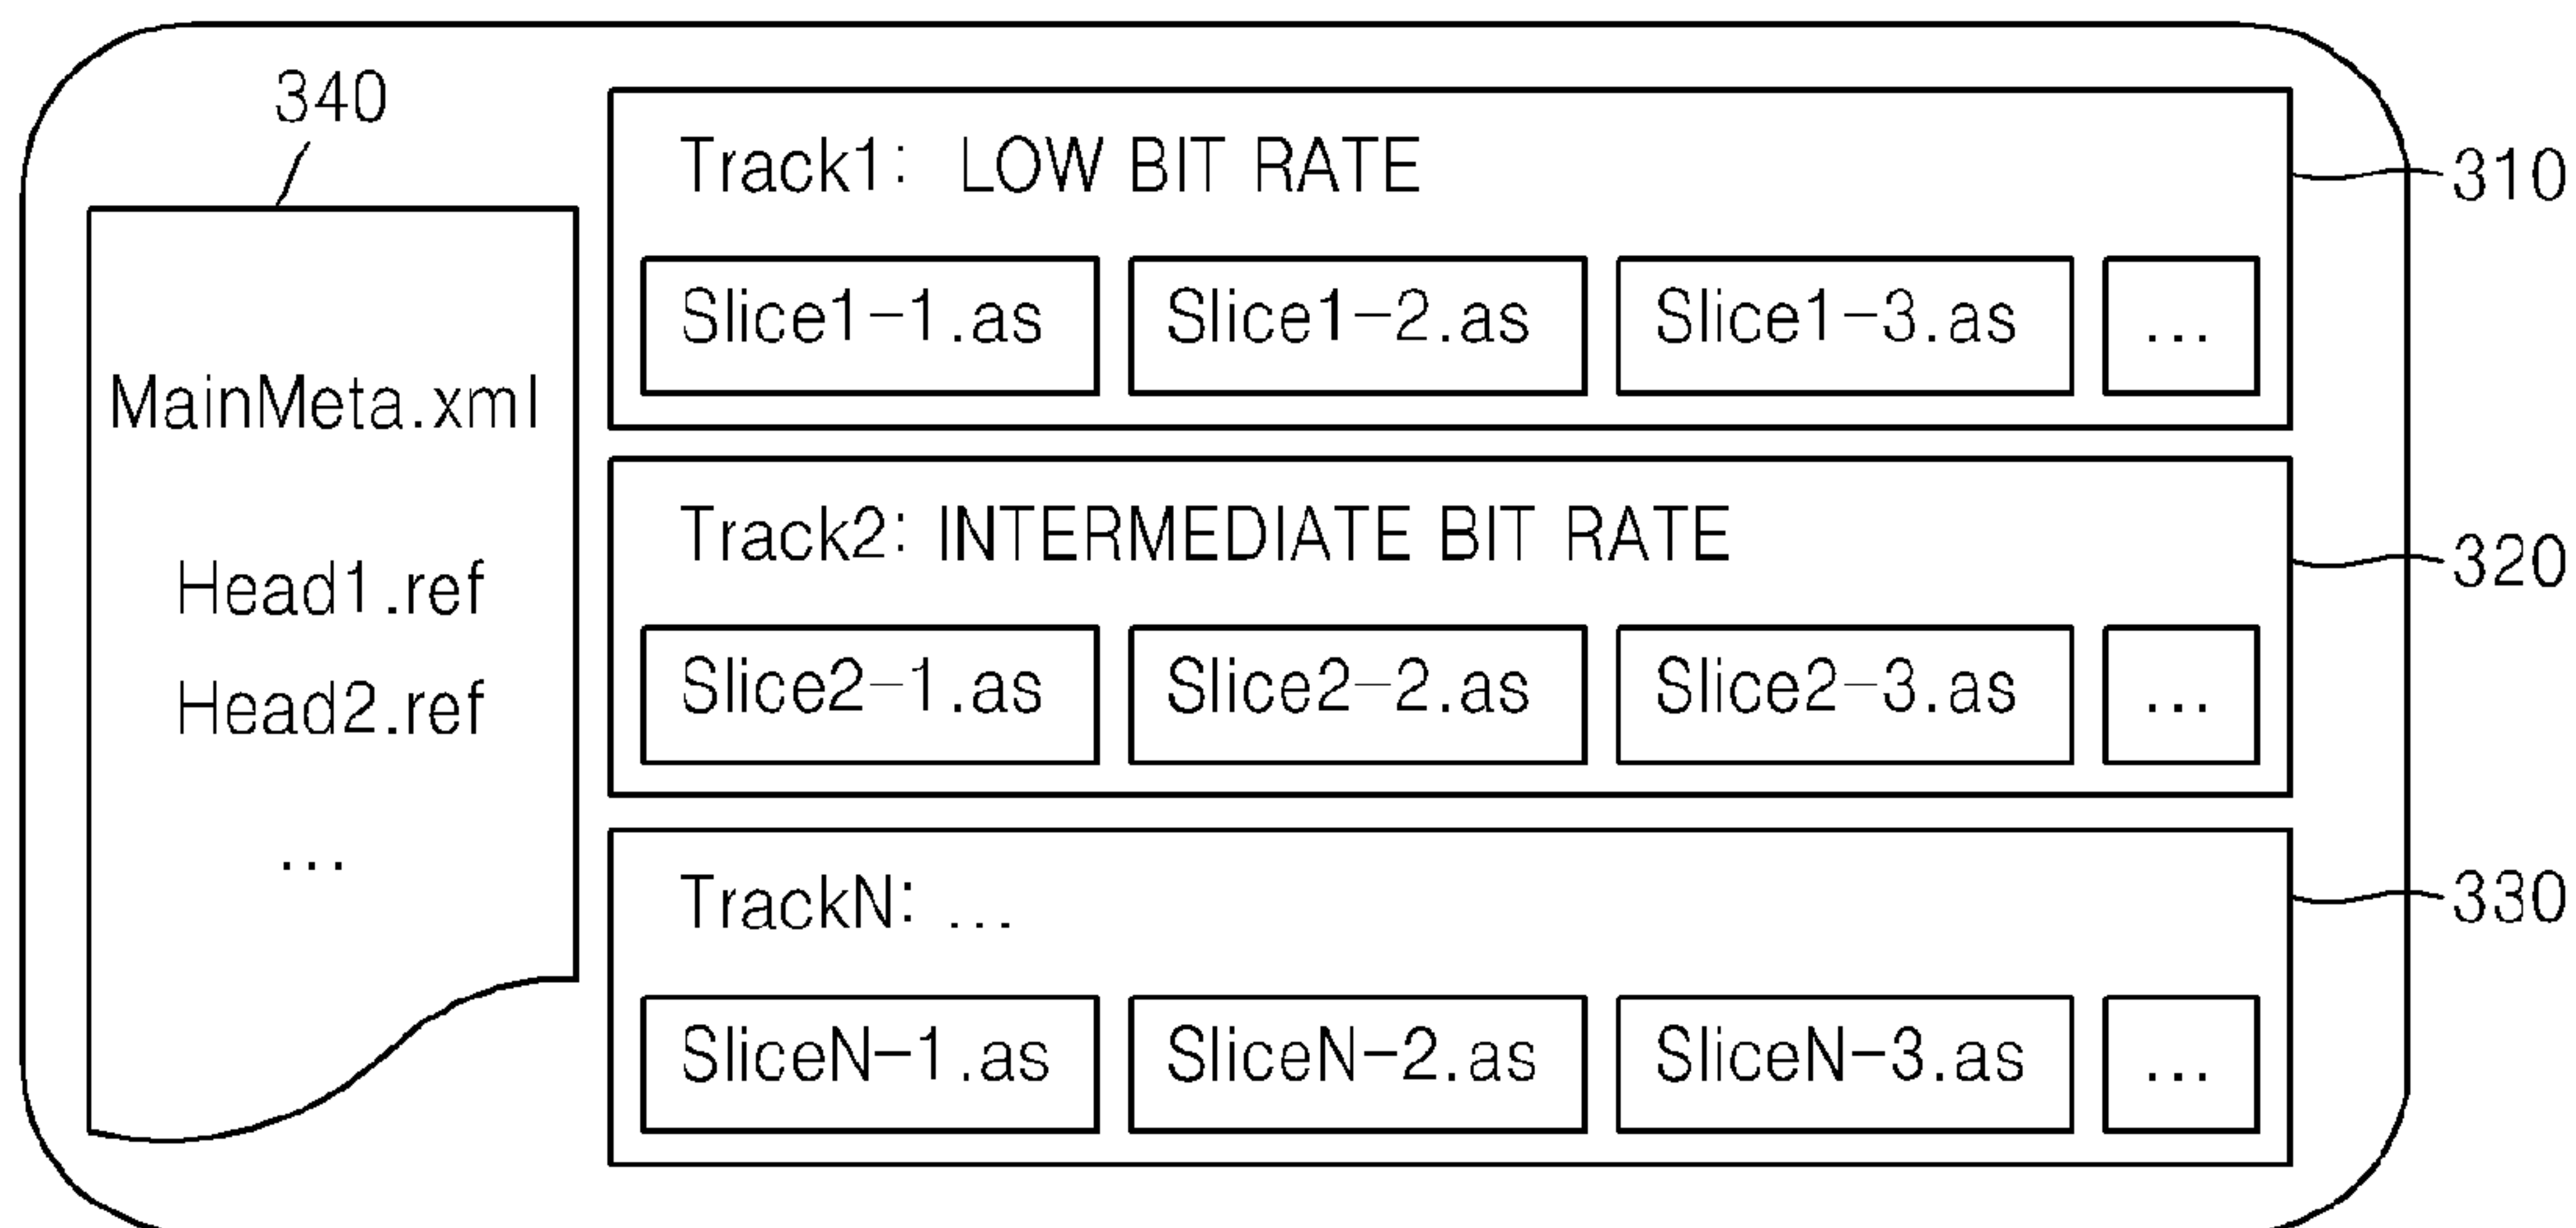 340
MainMeta.xml
Head1.ref
Head2.ref
...
Track1: LOW BIT RATE
310
Slice1-1.as
Slice1-2.as
Slice1-3.as
...
Track2: INTERMEDIATE BIT RATE
320
Slice2-1.as
Slice2-2.as
Slice2-3.as
...
TrackN: ...
330
SliceN-1.as
SliceN-2.as
SliceN-3.as
...